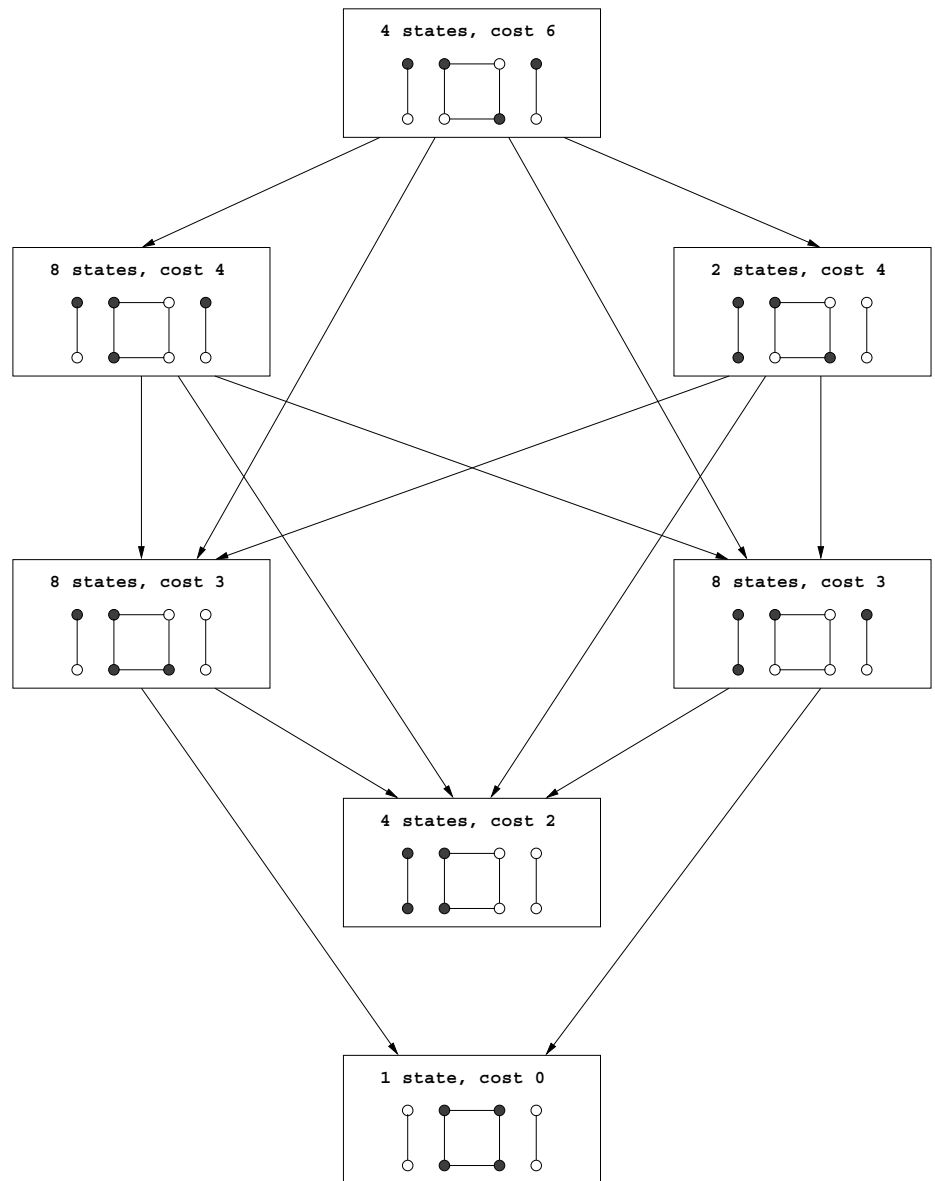 4 states, cost 6
8 states, cost 4
2 states, cost 4
8 states, cost 3
8 states, cost 3
4 states, cost 2
1 state, cost 0